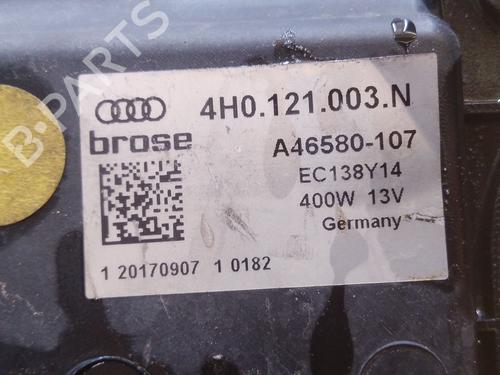 4H0.121.003.N
brose
A46580-107
EC138Y14
400W 13V
Germany
1 20170907 1 0182
B-PARTS